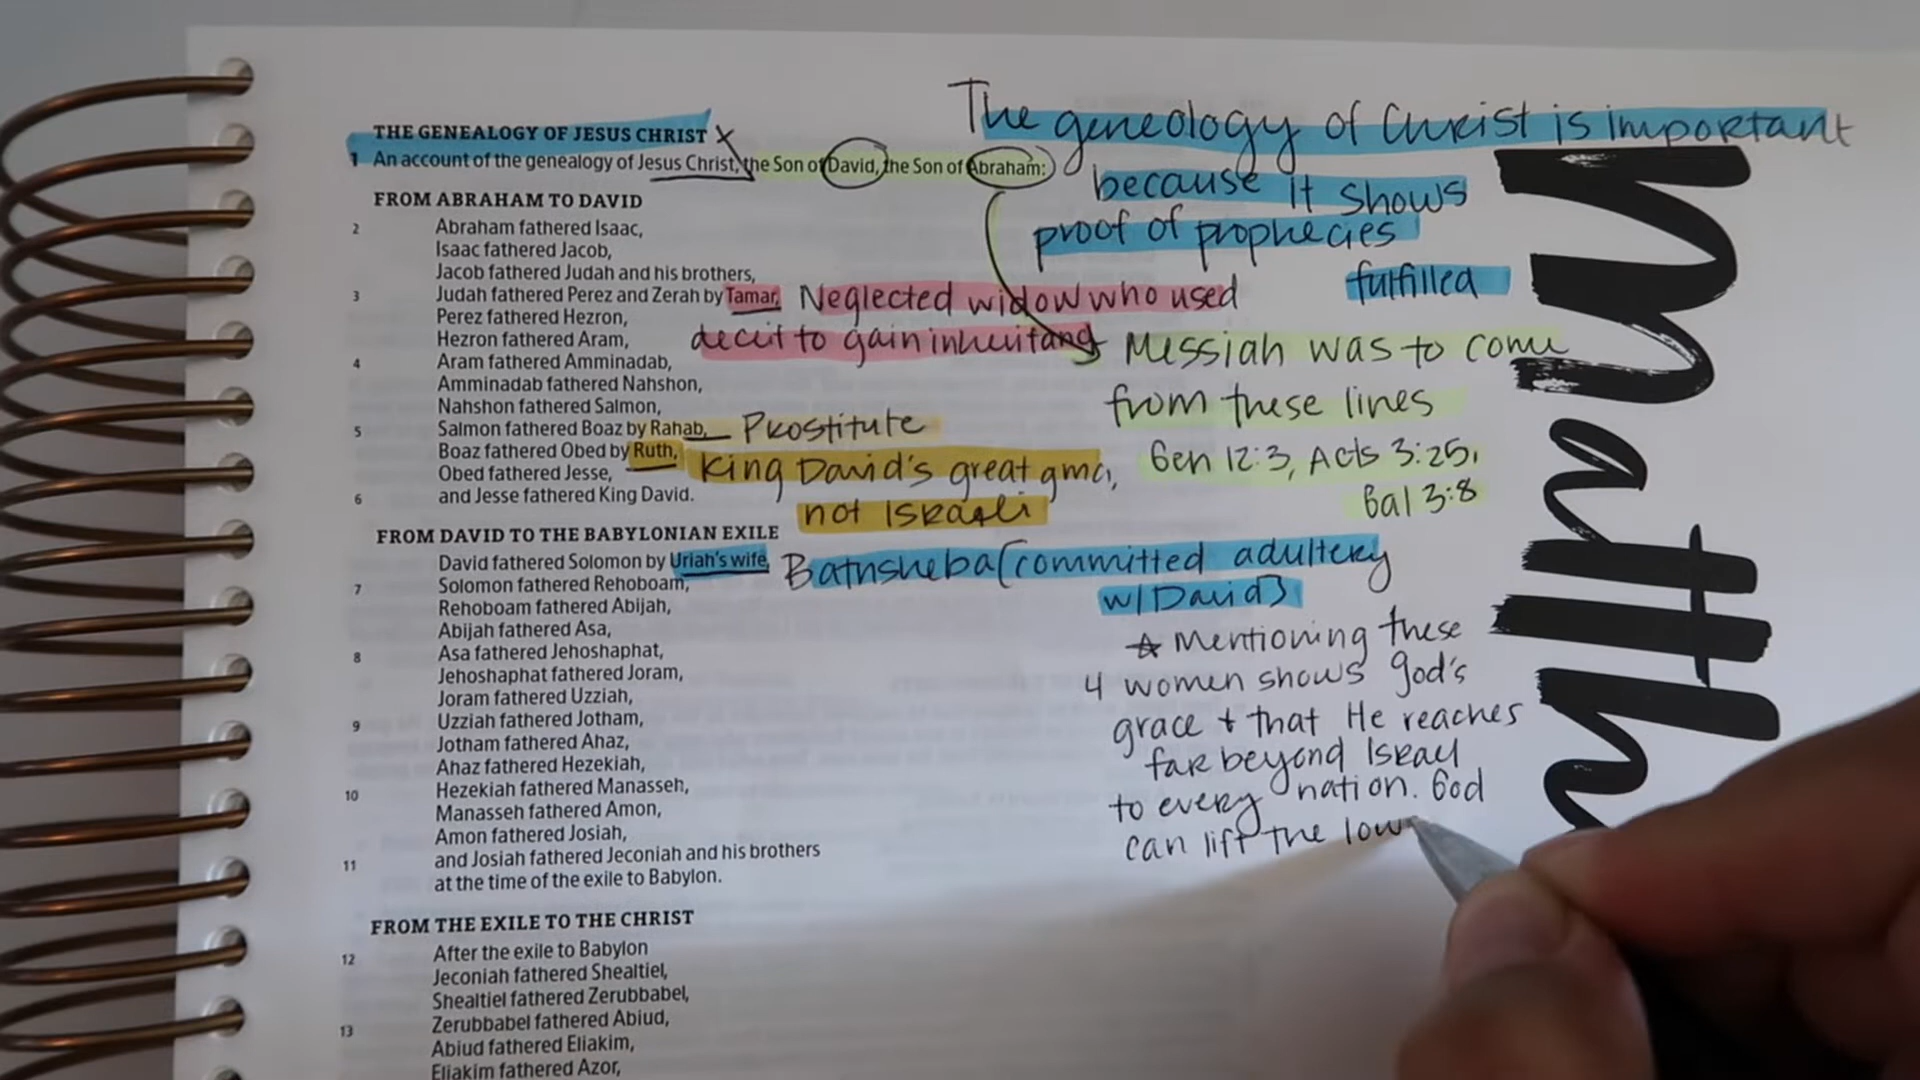 The geneology of Christ is important
THE GENEALOGY OF JESUS CHRIST
because it shows
1 An account of the genealogy of Jesus Christ, the Son of David, the Son of Abraham:
proof of prophecies
fulfilled
FROM ABRAHAM TO DAVID
2 Abraham fathered Isaac,
Isaac fathered Jacob,
Jacob fathered Judah and his brothers,
3 Judah fathered Perez and Zerah by Tamar, Neglected widow who used
Perez fathered Hezron,
Hezron fathered Aram, deceit to gain inheritanc
Messiah was to come
4 Aram fathered Amminadab,
Amminadab fathered Nahshon,
from these lines
Nahshon fathered Salmon,
5 Salmon fathered Boaz by Rahab, Prostitute
Boaz fathered Obed by Ruth, King David's great gma,
Gen 12:3, Acts 3:25,
Obed fathered Jesse,
Gal 3:8
6 and Jesse fathered King David.
not Israeli
FROM DAVID TO THE BABYLONIAN EXILE
David fathered Solomon by Uriah's wife, Bathsheba (committed adultery
w/David)
7 Solomon fathered Rehoboam,
Rehoboam fathered Abijah,
Abijah fathered Asa,
8 Asa fathered Jehoshaphat,
Jehoshaphat fathered Joram,
Joram fathered Uzziah,
9 Uzziah fathered Jotham,
Jotham fathered Ahaz,
Ahaz fathered Hezekiah,
10 Hezekiah fathered Manasseh,
Manasseh fathered Amon,
Amon fathered Josiah,
11 and Josiah fathered Jeconiah and his brothers
at the time of the exile to Babylon.
☆ Mentioning these
4 women shows God's
grace + that He reaches
far beyond Israel
to every nation. God
can lift the low
FROM THE EXILE TO THE CHRIST
12 After the exile to Babylon
Jeconiah fathered Shealtiel,
Shealtiel fathered Zerubbabel,
13 Zerubbabel fathered Abiud,
Abiud fathered Eliakim,
Eliakim fathered Azor,
Matth